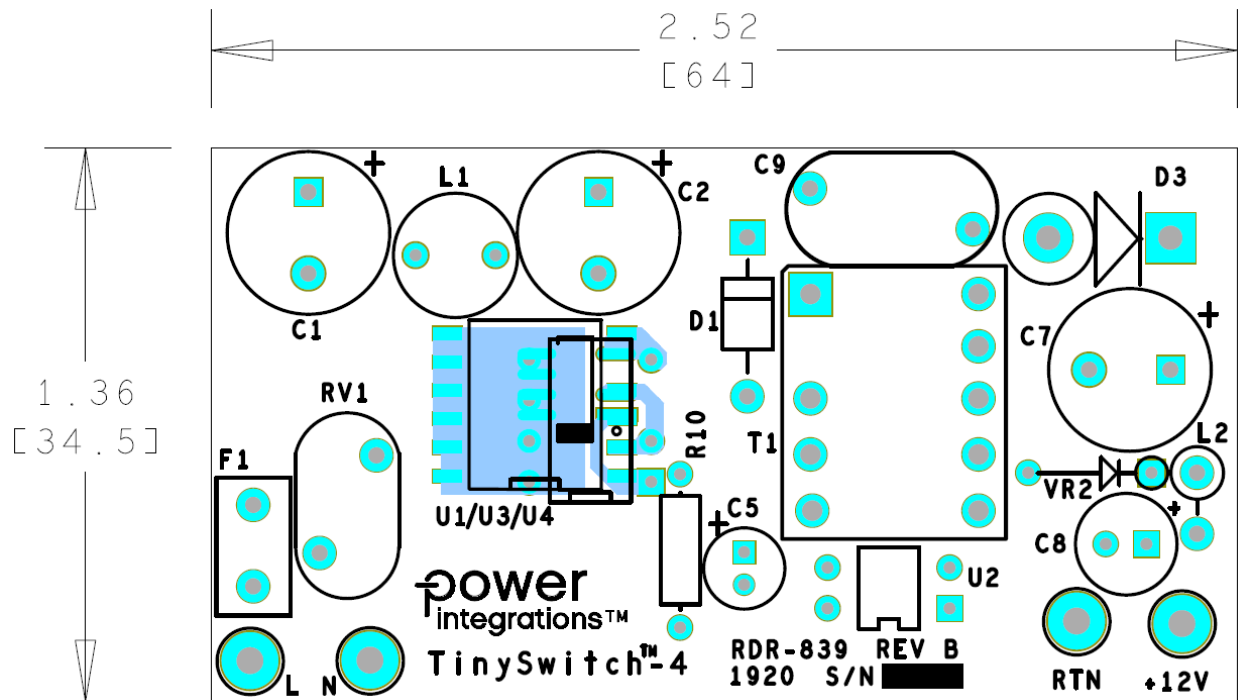 2.52
[64]
1.36
[34.5]
C1
L1
C2
C9
D3
D1
C7
RV1
F1
T1
R10
L2
VR2
U1/U3/U4
C5
C8
U2
power
integrations™
TinySwitch™-4
L N
RDR-839 REV B
1920 S/N
RTN +12V